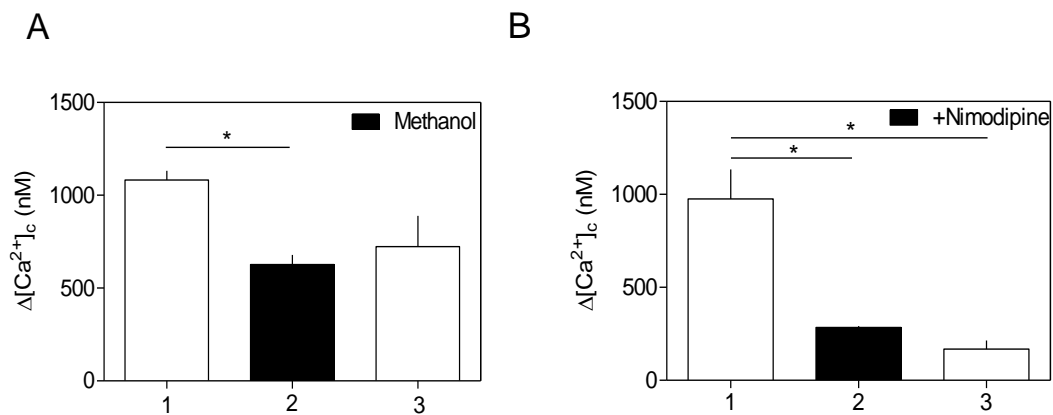 A
1500
1000
500
0
Δ[Ca²⁺]c (nM)
*
Methanol
1 2 3
B
1500
1000
500
0
Δ[Ca²⁺]c (nM)
*
*
+Nimodipine
1 2 3